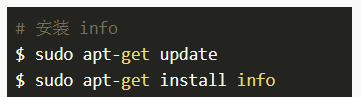 # 安装 info
$ sudo apt-get update
$ sudo apt-get install info